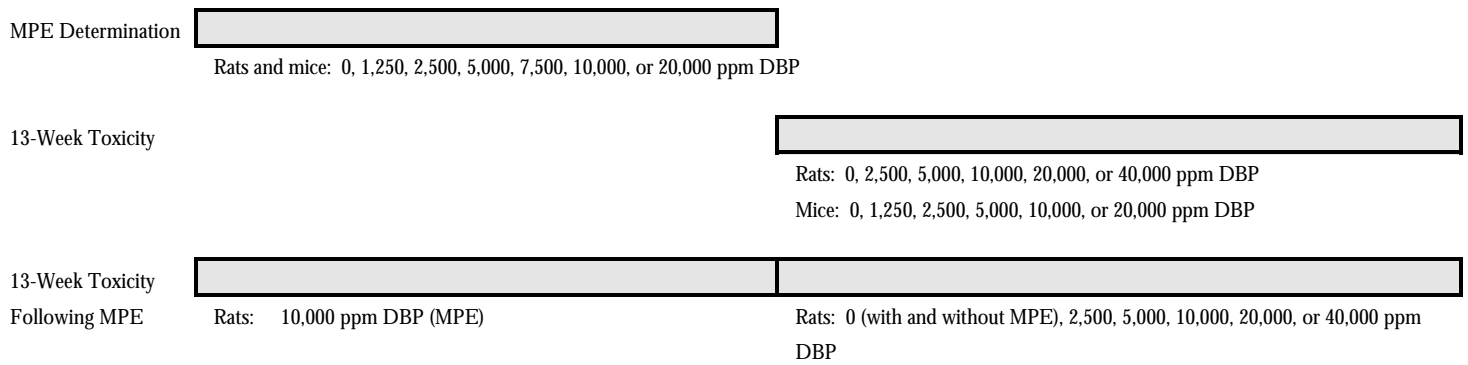 MPE Determination
Rats and mice: 0, 1,250, 2,500, 5,000, 7,500, 10,000, or 20,000 ppm DBP
13-Week Toxicity
Rats: 0, 2,500, 5,000, 10,000, 20,000, or 40,000 ppm DBP
Mice: 0, 1,250, 2,500, 5,000, 10,000, or 20,000 ppm DBP
13-Week Toxicity
Following MPE Rats: 10,000 ppm DBP (MPE) Rats: 0 (with and without MPE), 2,500, 5,000, 10,000, 20,000, or 40,000 ppm
DBP